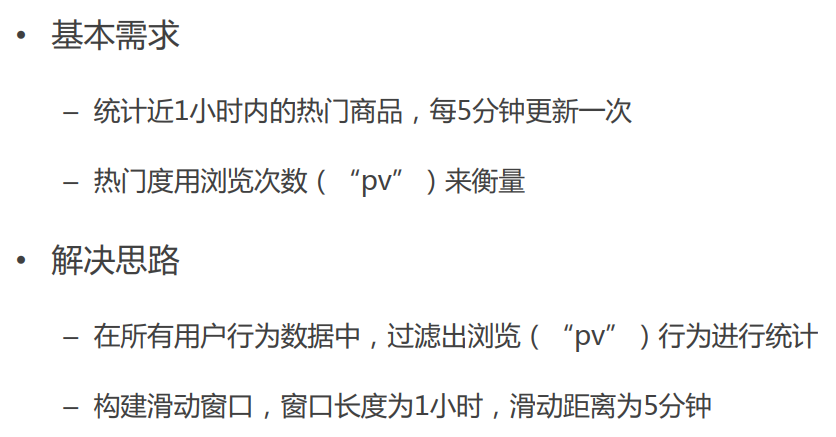 • 基本需求
– 统计近1小时内的热门商品，每5分钟更新一次
– 热门度用浏览次数（“pv”）来衡量
• 解决思路
– 在所有用户行为数据中，过滤出浏览（“pv”）行为进行统计
– 构建滑动窗口，窗口长度为1小时，滑动距离为5分钟